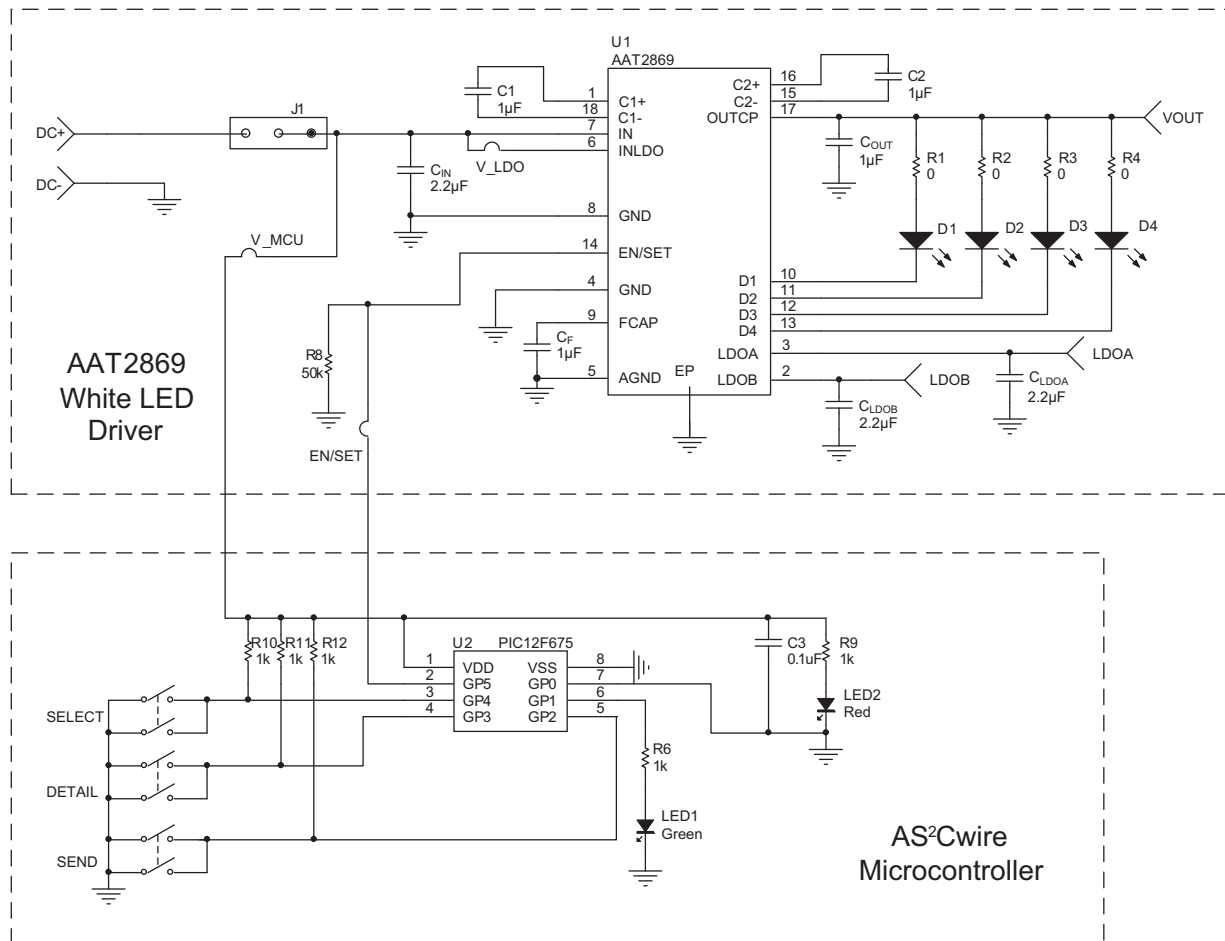 U1
AAT2869
C1
1µF
1
C1+
18
C1-
7
IN
6
INLDO
8
GND
14
EN/SET
4
GND
9
FCAP
5
AGND
EP
C2+
16
C2-
15
OUTCP
17
C2
1µF
VOUT
DC+
DC-
J1
V_LDO
CIN
2.2µF
V_MCU
COUT
1µF
R1
0
R2
0
R3
0
R4
0
D1
D2
D3
D4
D1
10
D2
11
D3
12
D4
13
LDOA
3
LDOB
2
LDOA
LDOB
CLDOA
2.2µF
CLDOB
2.2µF
CF
1µF
R8
50k
EN/SET
AAT2869
White LED
Driver
R10
1k
R11
1k
R12
1k
U2
PIC12F675
1
VDD
2
GP5
3
GP4
4
GP3
VSS
8
GP0
7
GP1
6
GP2
5
C3
0.1uF
R9
1k
LED2
Red
R6
1k
LED1
Green
SELECT
DETAIL
SEND
AS²Cwire
Microcontroller